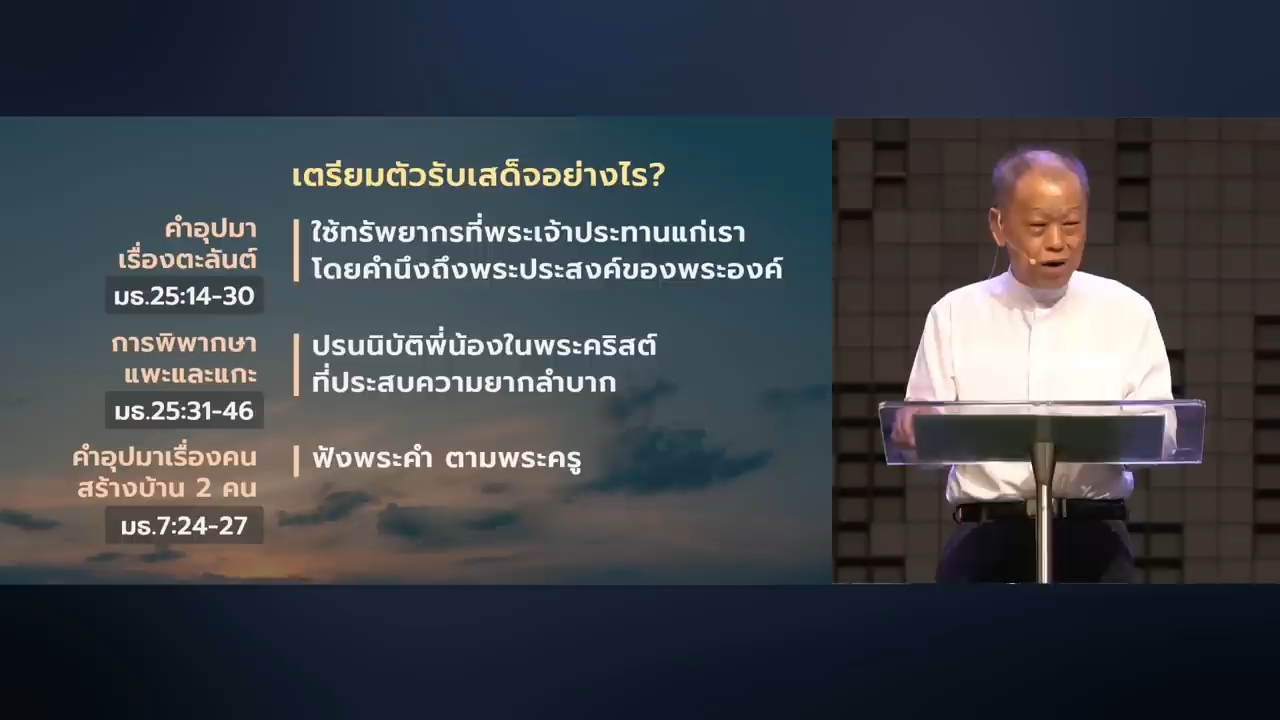 เตรียมตัวรับเสด็จอย่างไร?
คำอุปมา
เรื่องตะลันต์
มธ.25:14-30
ใช้ทรัพยากรที่พระเจ้าประทานแก่เรา
โดยคำนึงถึงพระประสงค์ของพระองค์
การพิพากษา
แพะและแกะ
มธ.25:31-46
ปรนนิบัติพี่น้องในพระคริสต์
ที่ประสบความยากลำบาก
คำอุปมาเรื่องคน
สร้างบ้าน 2 คน
มธ.7:24-27
ฟังพระคำ ตามพระครู